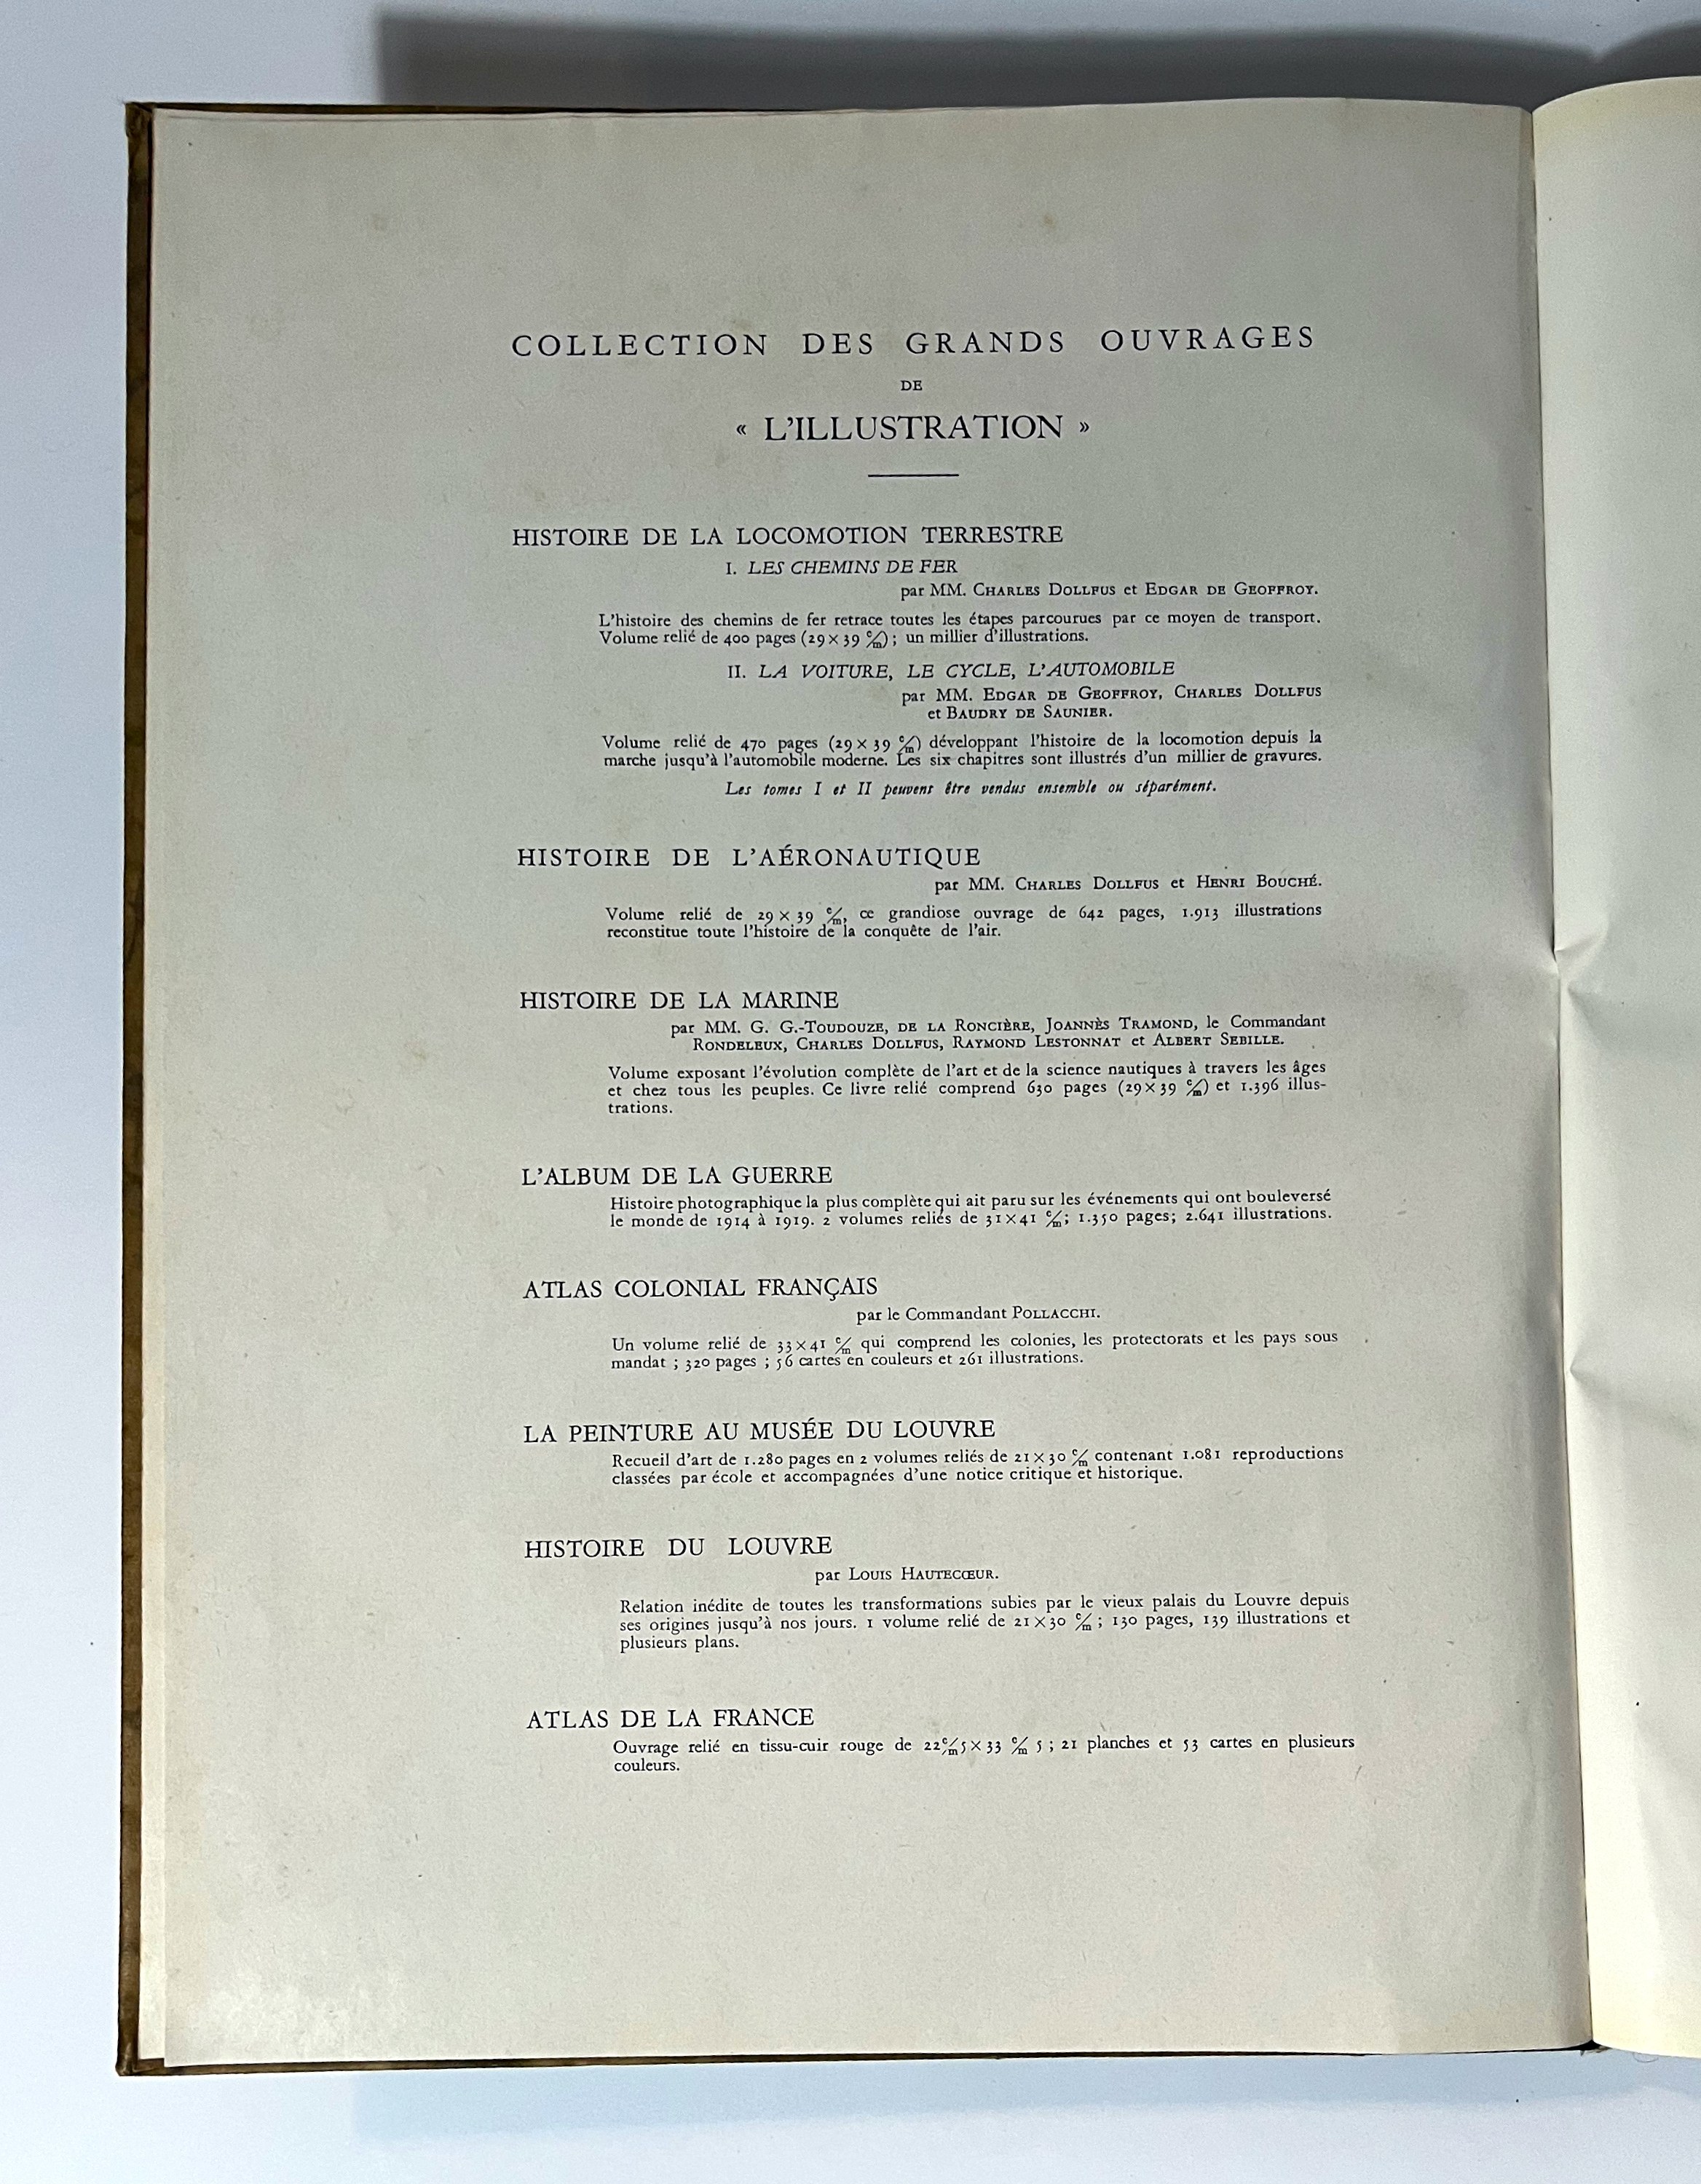 COLLECTION DES GRANDS OUVRAGES
DE
« L'ILLUSTRATION »
HISTOIRE DE LA LOCOMOTION TERRESTRE
I. LES CHEMINS DE FER
par MM. CHARLES DOLLFUS et EDGAR DE GEOFFROY.
L'histoire des chemins de fer retrace toutes les étapes parcourues par ce moyen de transport.
Volume relié de 400 pages (29 × 39 c/m) ; un millier d'illustrations.
II. LA VOITURE, LE CYCLE, L'AUTOMOBILE
par MM. EDGAR DE GEOFFROY, CHARLES DOLLFUS
et BAUDRY DE SAUNIER.
Volume relié de 470 pages (29 × 39 c/m) développant l'histoire de la locomotion depuis la
marche jusqu'à l'automobile moderne. Les six chapitres sont illustrés d'un millier de gravures.
Les tomes I et II peuvent être vendus ensemble ou séparément.
HISTOIRE DE L'AÉRONAUTIQUE
par MM. CHARLES DOLLFUS et HENRI BOUCHÉ.
Volume relié de 29 × 39 c/m, ce grandiose ouvrage de 642 pages, 1.913 illustrations
reconstitue toute l'histoire de la conquête de l'air.
HISTOIRE DE LA MARINE
par MM. G. G.-TOUDOUZE, DE LA RONCIÈRE, JOANNÈS TRAMOND, le Commandant
RONDELEUX, CHARLES DOLLFUS, RAYMOND LESTONNAT et ALBERT SEBILLE.
Volume exposant l'évolution complète de l'art et de la science nautiques à travers les âges
et chez tous les peuples. Ce livre relié comprend 630 pages (29 × 39 c/m) et 1.396 illus-
trations.
L'ALBUM DE LA GUERRE
Histoire photographique la plus complète qui ait paru sur les événements qui ont bouleversé
le monde de 1914 à 1919. 2 volumes reliés de 31 × 41 c/m ; 1.350 pages ; 2.641 illustrations.
ATLAS COLONIAL FRANÇAIS
par le Commandant POLLACCHI.
Un volume relié de 33 × 41 c/m qui comprend les colonies, les protectorats et les pays sous
mandat ; 320 pages ; 56 cartes en couleurs et 261 illustrations.
LA PEINTURE AU MUSÉE DU LOUVRE
Recueil d'art de 1.280 pages en 2 volumes reliés de 21 × 30 c/m contenant 1.081 reproductions
classées par école et accompagnées d'une notice critique et historique.
HISTOIRE DU LOUVRE
par LOUIS HAUTECŒUR.
Relation inédite de toutes les transformations subies par le vieux palais du Louvre depuis
ses origines jusqu'à nos jours. 1 volume relié de 21 × 30 c/m ; 130 pages, 139 illustrations et
plusieurs plans.
ATLAS DE LA FRANCE
Ouvrage relié en tissu-cuir rouge de 22 c/m 5 × 33 c/m 5 ; 21 planches et 53 cartes en plusieurs
couleurs.